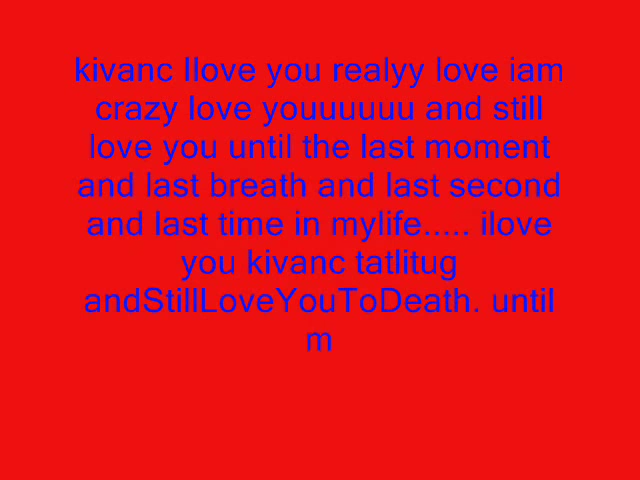 kivanc Ilove you realyy love iam
crazy love youuuuuu and still
love you until the last moment
and last breath and last second
and last time in mylife..... ilove
you kivanc tatlitug
andStillLoveYouToDeath. until
m